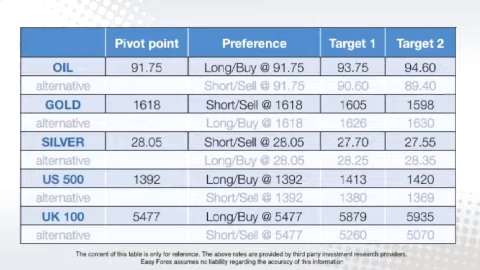 Pivot point Preference Target 1 Target 2
OIL 91.75 Long/Buy @ 91.75 93.75 94.60
alternative Short/Sell @ 91.75 90.60 89.40
GOLD 1618 Short/Sell @ 1618 1605 1598
alternative Long/Buy @ 1618 1626 1630
SILVER 28.05 Short/Sell @ 28.05 27.70 27.55
alternative Long/Buy @ 28.05 28.25 28.35
US 500 1392 Long/Buy @ 1392 1413 1420
alternative Short/Sell @ 1392 1380 1369
UK 100 5477 Long/Buy @ 5477 5879 5935
alternative Short/Sell @ 5477 5260 5070
The content of this table is only for reference. The above rates are provided by third party investment research providers.
Easy Forex assumes no liability regarding the accuracy of this information